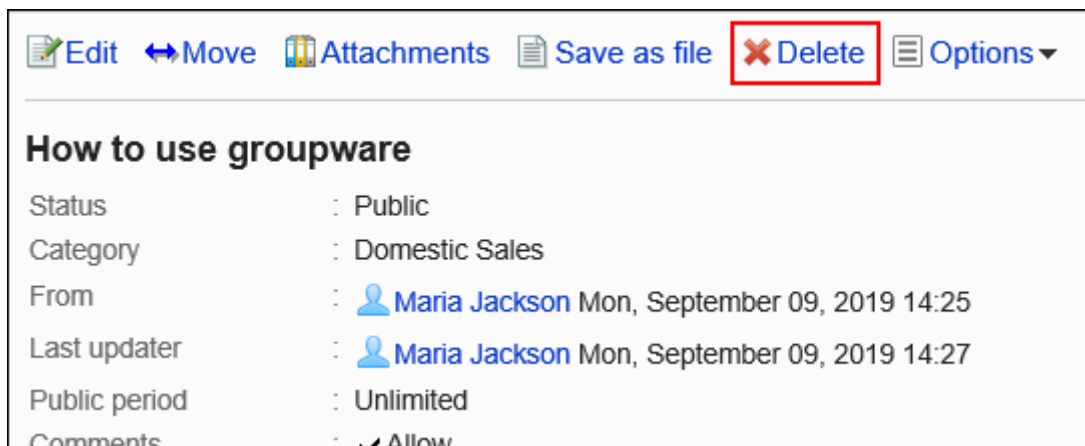 Edit Move Attachments Save as file Delete Options
How to use groupware
Status : Public
Category : Domestic Sales
From : Maria Jackson Mon, September 09, 2019 14:25
Last updater : Maria Jackson Mon, September 09, 2019 14:27
Public period : Unlimited
Comments : Allow